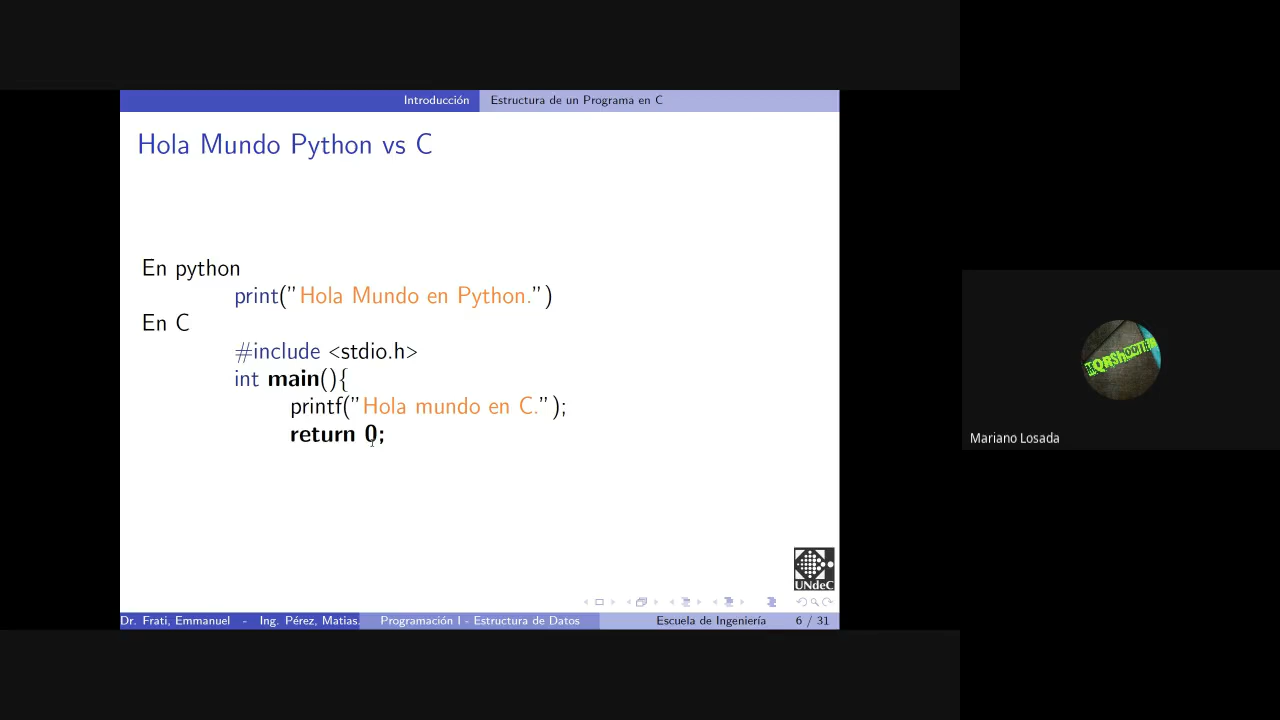 Introducción Estructura de un Programa en C
Hola Mundo Python vs C
En python
print("Hola Mundo en Python.")
En C
#include <stdio.h>
int main(){
printf("Hola mundo en C.");
return 0;
UNdeC
Dr. Frati, Emmanuel - Ing. Pérez, Matias. Programación I - Estructura de Datos Escuela de Ingeniería 6 / 31
Mariano Losada